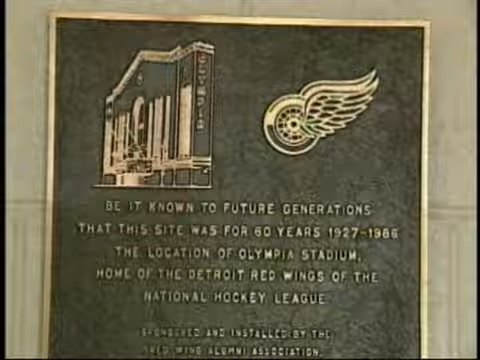 OLYMPIA
BE IT KNOWN TO FUTURE GENERATIONS
THAT THIS SITE WAS FOR 60 YEARS 1927-1986
THE LOCATION OF OLYMPIA STADIUM,
HOME OF THE DETROIT RED WINGS OF THE
NATIONAL HOCKEY LEAGUE.
SPONSORED AND INSTALLED BY THE
RED WING ALUMNI ASSOCIATION.